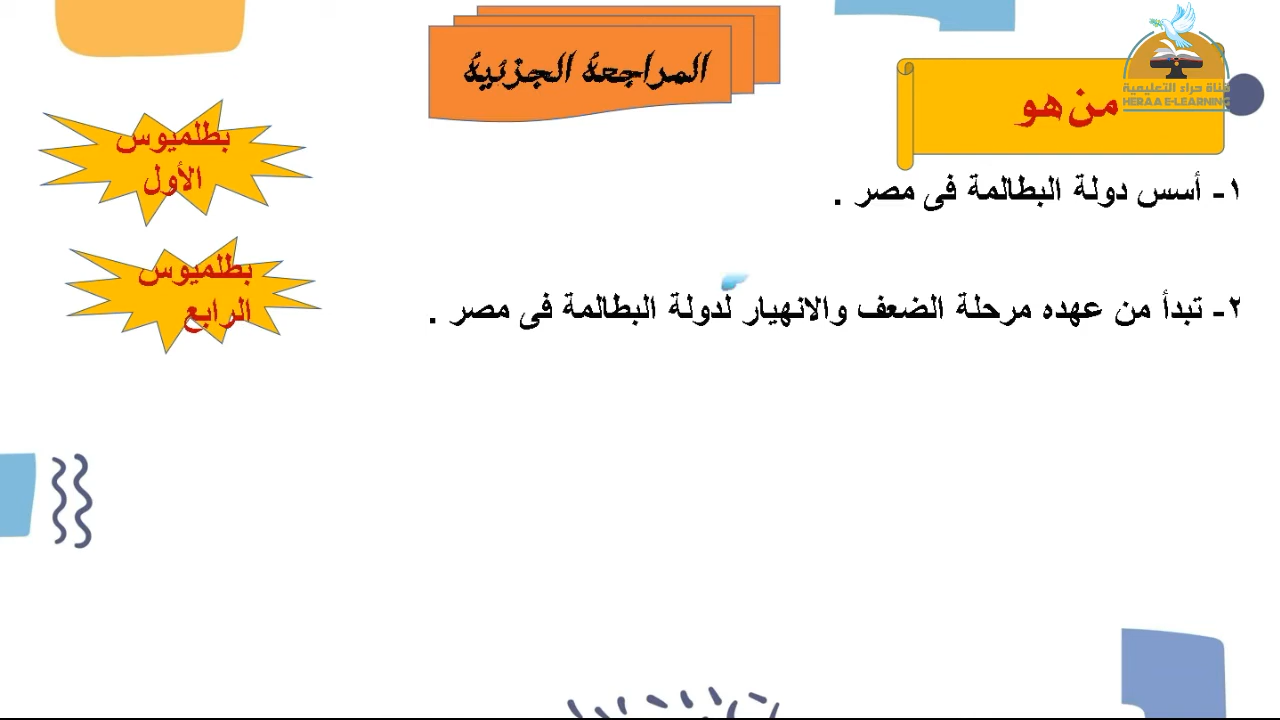 المراجعة الجزئية
قناة حراء التعليمية
HERAA E-LEARNING
من هو
١- أسس دولة البطالمة فى مصر .
بطلميوس
الأول
٢- تبدأ من عهده مرحلة الضعف والانهيار لدولة البطالمة فى مصر .
بطلميوس
الرابع